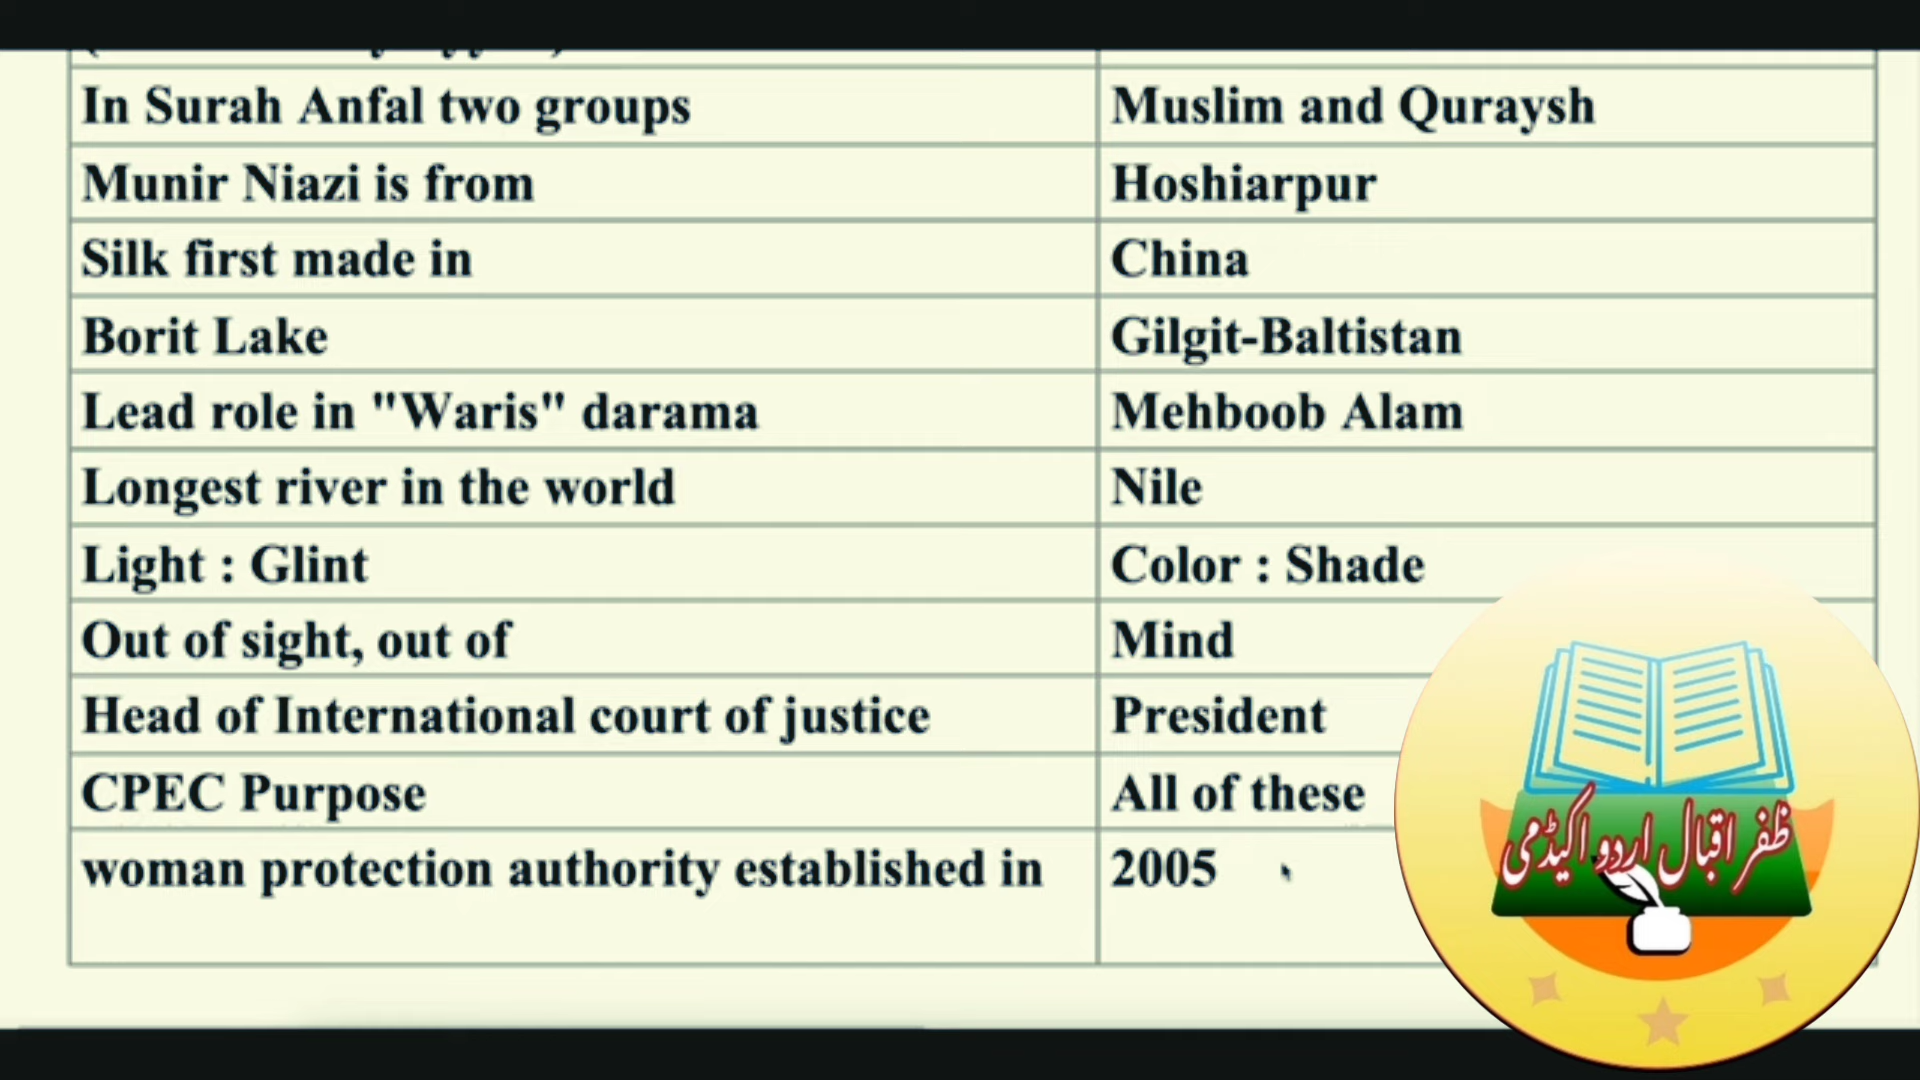 In Surah Anfal two groups Muslim and Quraysh
Munir Niazi is from Hoshiarpur
Silk first made in China
Borit Lake Gilgit-Baltistan
Lead role in "Waris" darama Mehboob Alam
Longest river in the world Nile
Light : Glint Color : Shade
Out of sight, out of Mind
Head of International court of justice President
CPEC Purpose All of these
woman protection authority established in 2005
ظفر اقبال اردو اکیڈمی